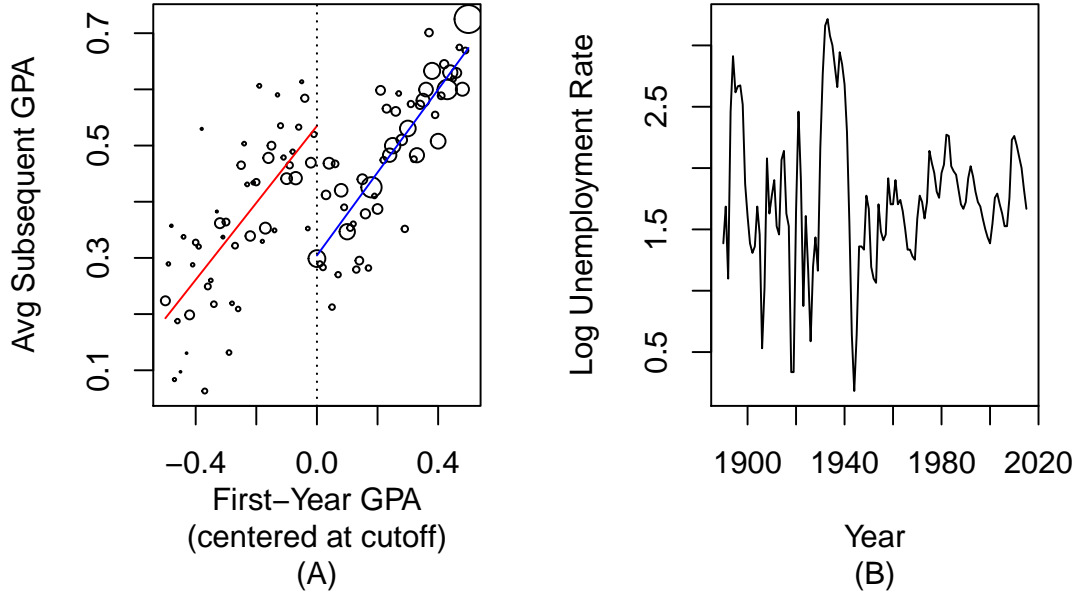 Avg Subsequent GPA
0.7
0.5
0.3
0.1
−0.4 0.0 0.4
First−Year GPA
(centered at cutoff)
(A)
Log Unemployment Rate
2.5
1.5
0.5
1900 1940 1980 2020
Year
(B)